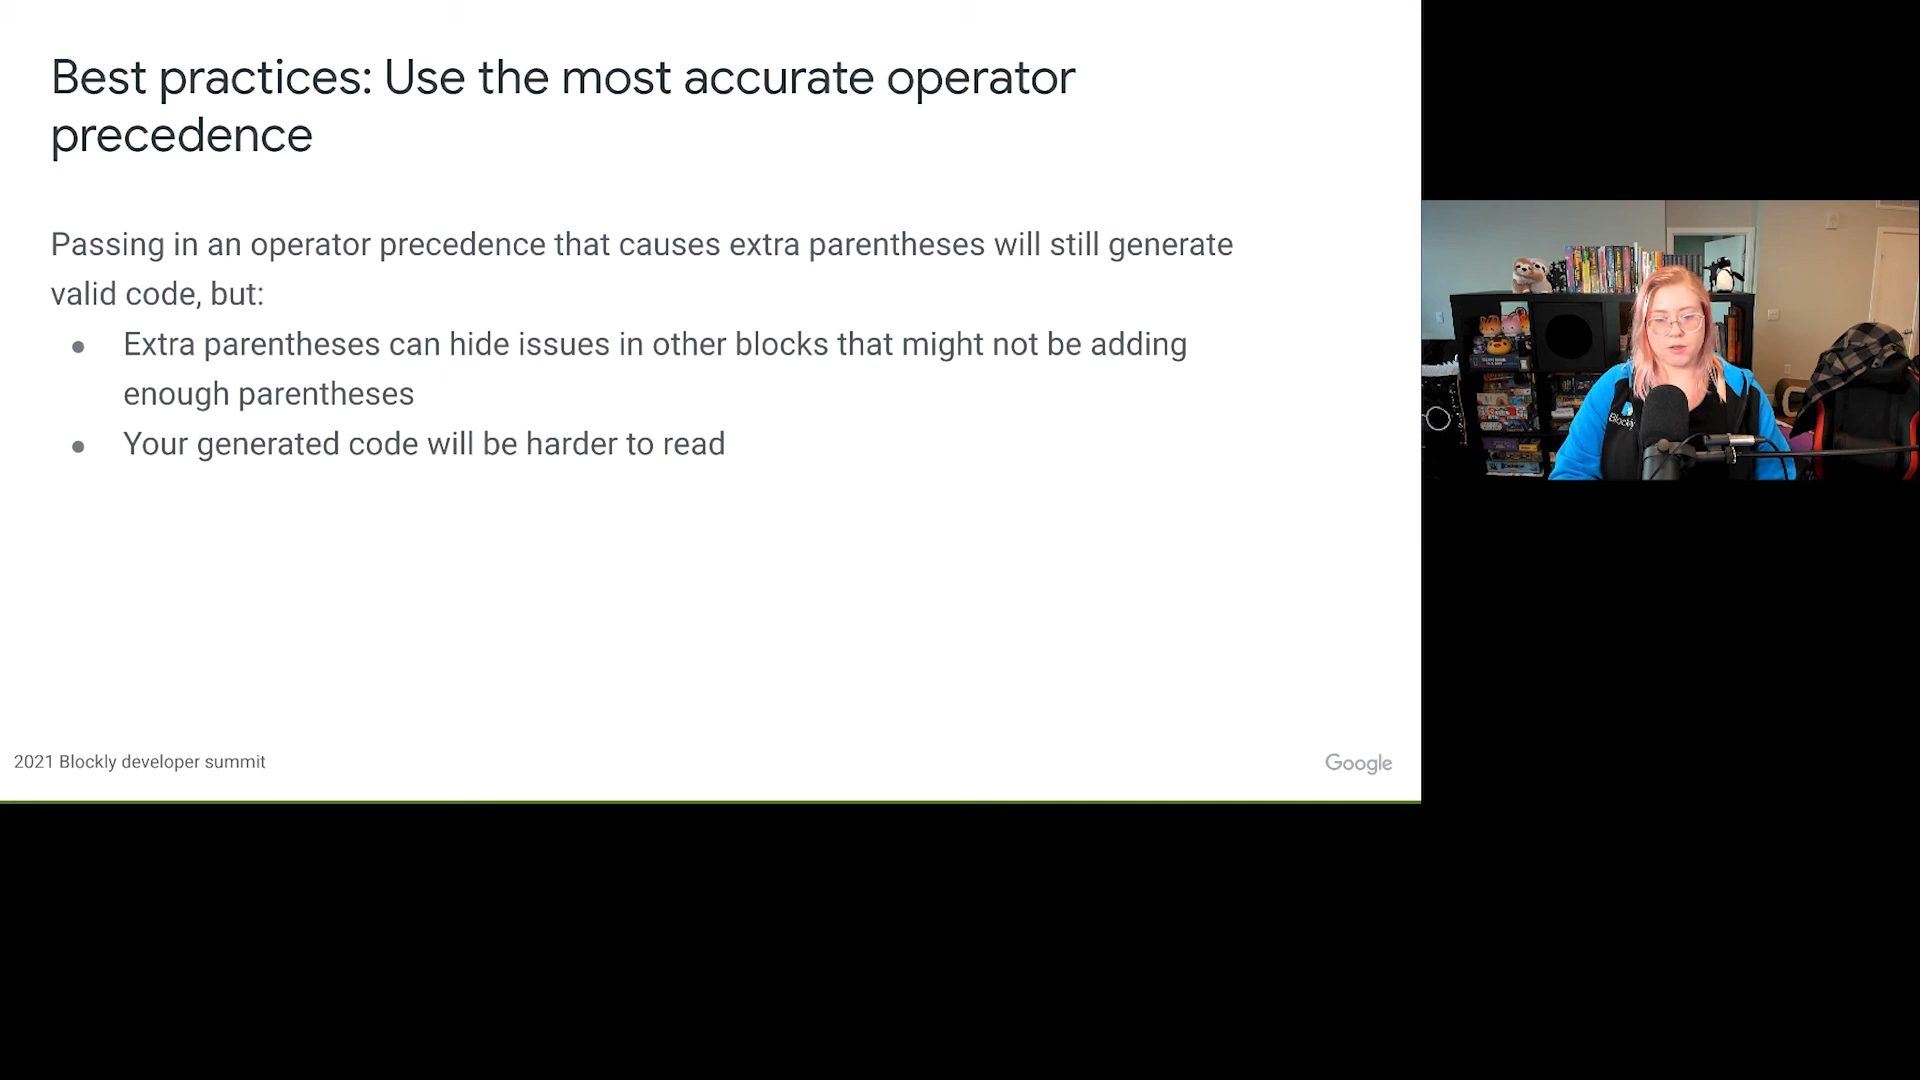 Best practices: Use the most accurate operator
precedence
Passing in an operator precedence that causes extra parentheses will still generate
valid code, but:
● Extra parentheses can hide issues in other blocks that might not be adding
enough parentheses
● Your generated code will be harder to read
2021 Blockly developer summit
Google
Blockly